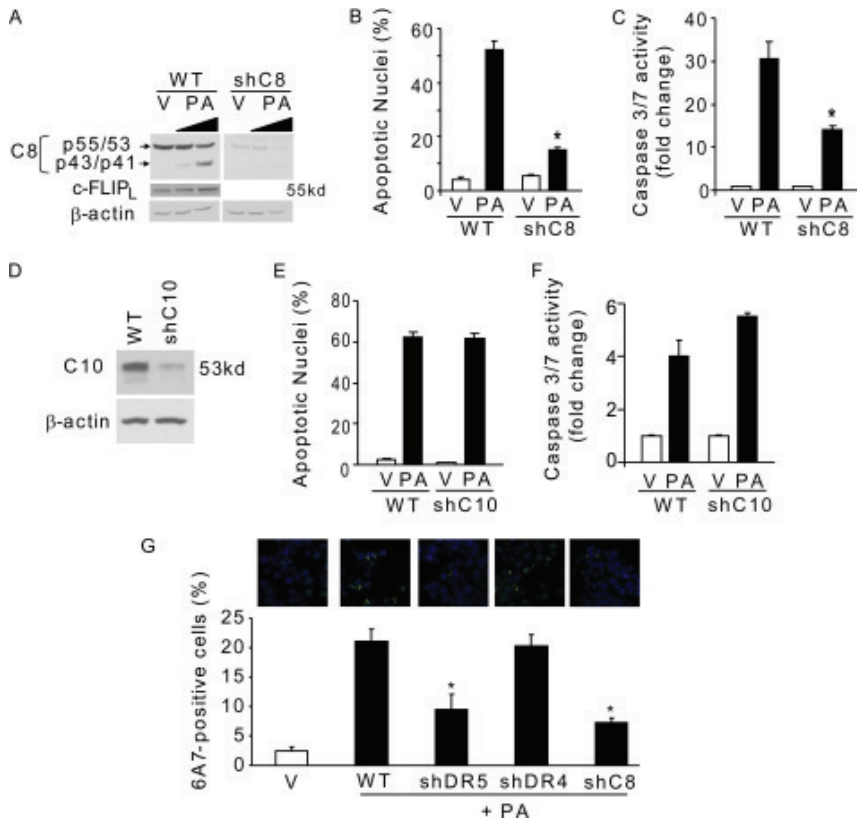 A
WT shC8
V PA V PA
C8 p55/53
p43/p41
c-FLIPL 55kd
β-actin
B
Apoptotic Nuclei (%)
60
40
20
0
V PA V PA
WT shC8
*
C
Caspase 3/7 activity
(fold change)
40
30
20
10
0
V PA V PA
WT shC8
*
D
WT shC10
C10 53kd
β-actin
E
Apoptotic Nuclei (%)
80
60
40
20
0
V PA V PA
WT shC10
F
Caspase 3/7 activity
(fold change)
6
4
2
0
V PA V PA
WT shC10
G
6A7-positive cells (%)
25
20
15
10
5
0
* *
V WT shDR5 shDR4 shC8
+ PA